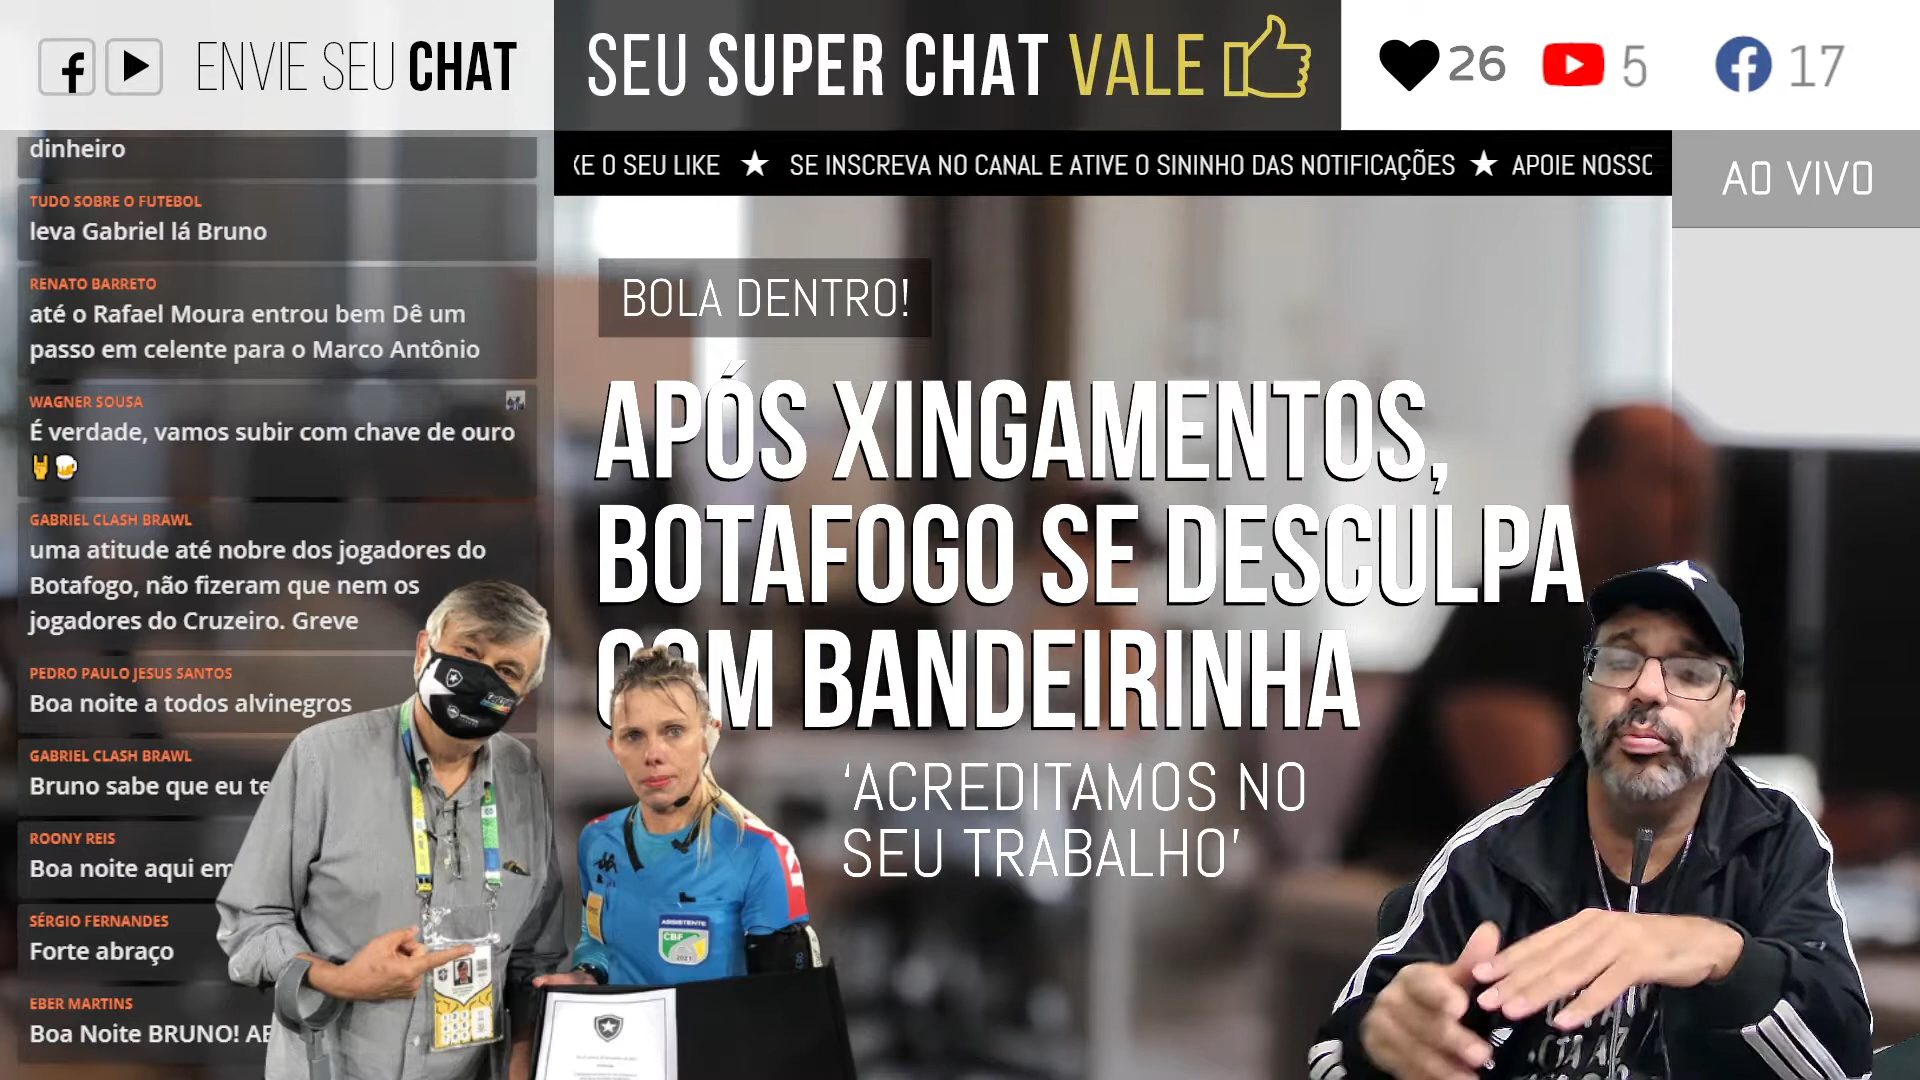 ENVIE SEU CHAT
SEU SUPER CHAT VALE
26
5
17
O SEU LIKE ★ SE INSCREVA NO CANAL E ATIVE O SININHO DAS NOTIFICAÇÕES ★ APOIE
AO VIVO
dinheiro
TUDO SOBRE O FUTEBOL
leva Gabriel lá Bruno
RENATO BARRETO
até o Rafael Moura entrou bem Dê um
passo em celente para o Marco Antônio
WAGNER SOUSA
É verdade, vamos subir com chave de ouro
🤘🍺
GABRIEL CLASH BRAWL
uma atitude até nobre dos jogadores do
Botafogo, não fizeram que nem os
jogadores do Cruzeiro. Greve
PEDRO PAULO JESUS SANTOS
Boa noite a todos alvinegros
GABRIEL CLASH BRAWL
Bruno sabe que eu te
ROONY REIS
Boa noite aqui em
SÉRGIO FERNANDES
Forte abraço
EBER MARTINS
Boa Noite BRUNO!
BOLA DENTRO!
APÓS XINGAMENTOS,
BOTAFOGO SE DESCULPA
COM BANDEIRINHA
‘ACREDITAMOS NO
SEU TRABALHO’
ASSISTENTE
CBF
2021